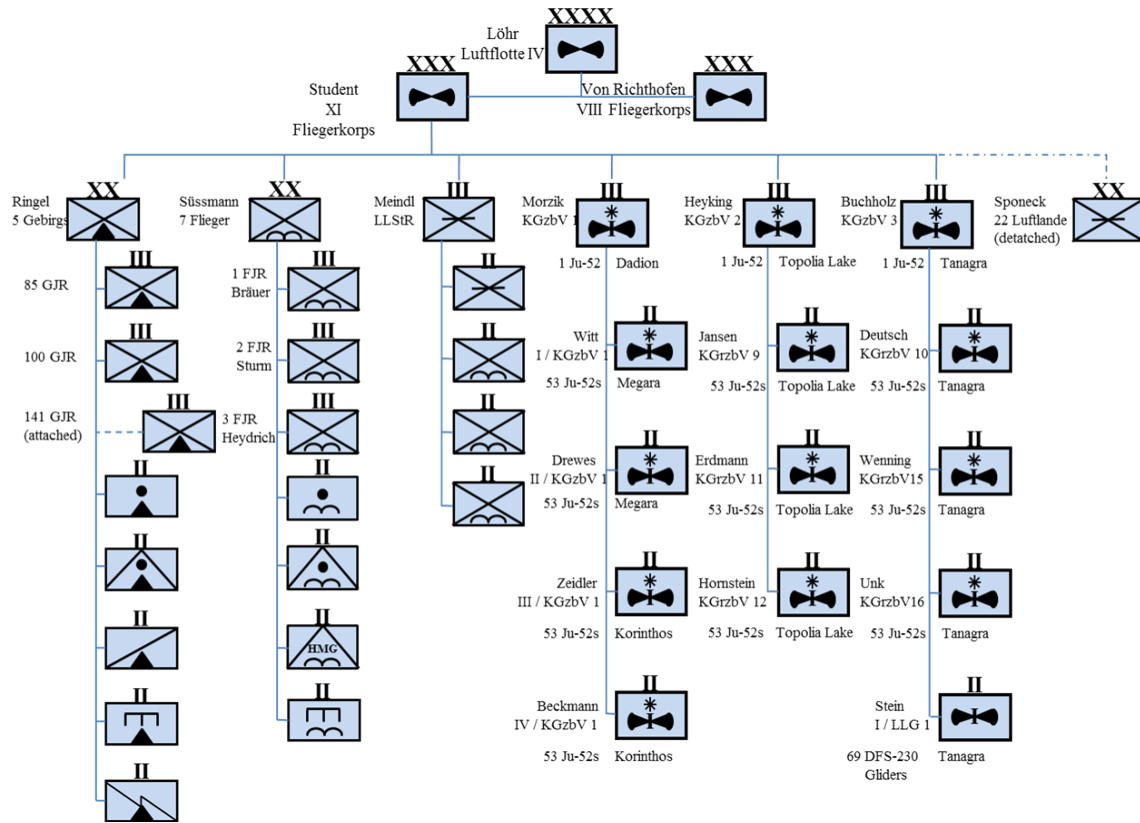 XXXX
Löhr
Luftflotte IV
XXX
Student
XI
Fliegerkorps
XXX
Von Richthofen
VIII Fliegerkorps
XX
Ringel
5 Gebirgs
III
85 GJR
III
100 GJR
III
141 GJR
(attached)
II
II
II
II
II
XX
Süssmann
7 Flieger
III
1 FJR
Bräuer
III
2 FJR
Sturm
III
3 FJR
Heydrich
II
II
II
HMG
II
III
Meindl
LLStR
II
II
II
II
III
Morzik
KGzbV 1
I
1 Ju-52 Dadion
II
Witt
I / KGzbV 1
I
53 Ju-52s Megara
II
Drewes
II / KGzbV 1
I
53 Ju-52s Megara
II
Zeidler
III / KGzbV 1
I
53 Ju-52s Korinthos
II
Beckmann
IV / KGzbV 1
I
53 Ju-52s Korinthos
III
Heyking
KGzbV 2
I
1 Ju-52 Topolia Lake
II
Jansen
KGrzbV 9
I
53 Ju-52s Topolia Lake
II
Erdmann
KGrzbV 11
I
53 Ju-52s Topolia Lake
II
Hornstein
KGrzbV 12
I
53 Ju-52s Topolia Lake
III
Buchholz
KGzbV 3
I
1 Ju-52 Tanagra
II
Deutsch
KGrzbV 10
I
53 Ju-52s Tanagra
II
Wenning
KGrzbV15
I
53 Ju-52s Tanagra
II
Unk
KGrzbV16
I
53 Ju-52s Tanagra
II
Stein
I / LLG 1
I
69 DFS-230 Tanagra
Gliders
XX
Sponeck
22 Luftlande
(detatched)